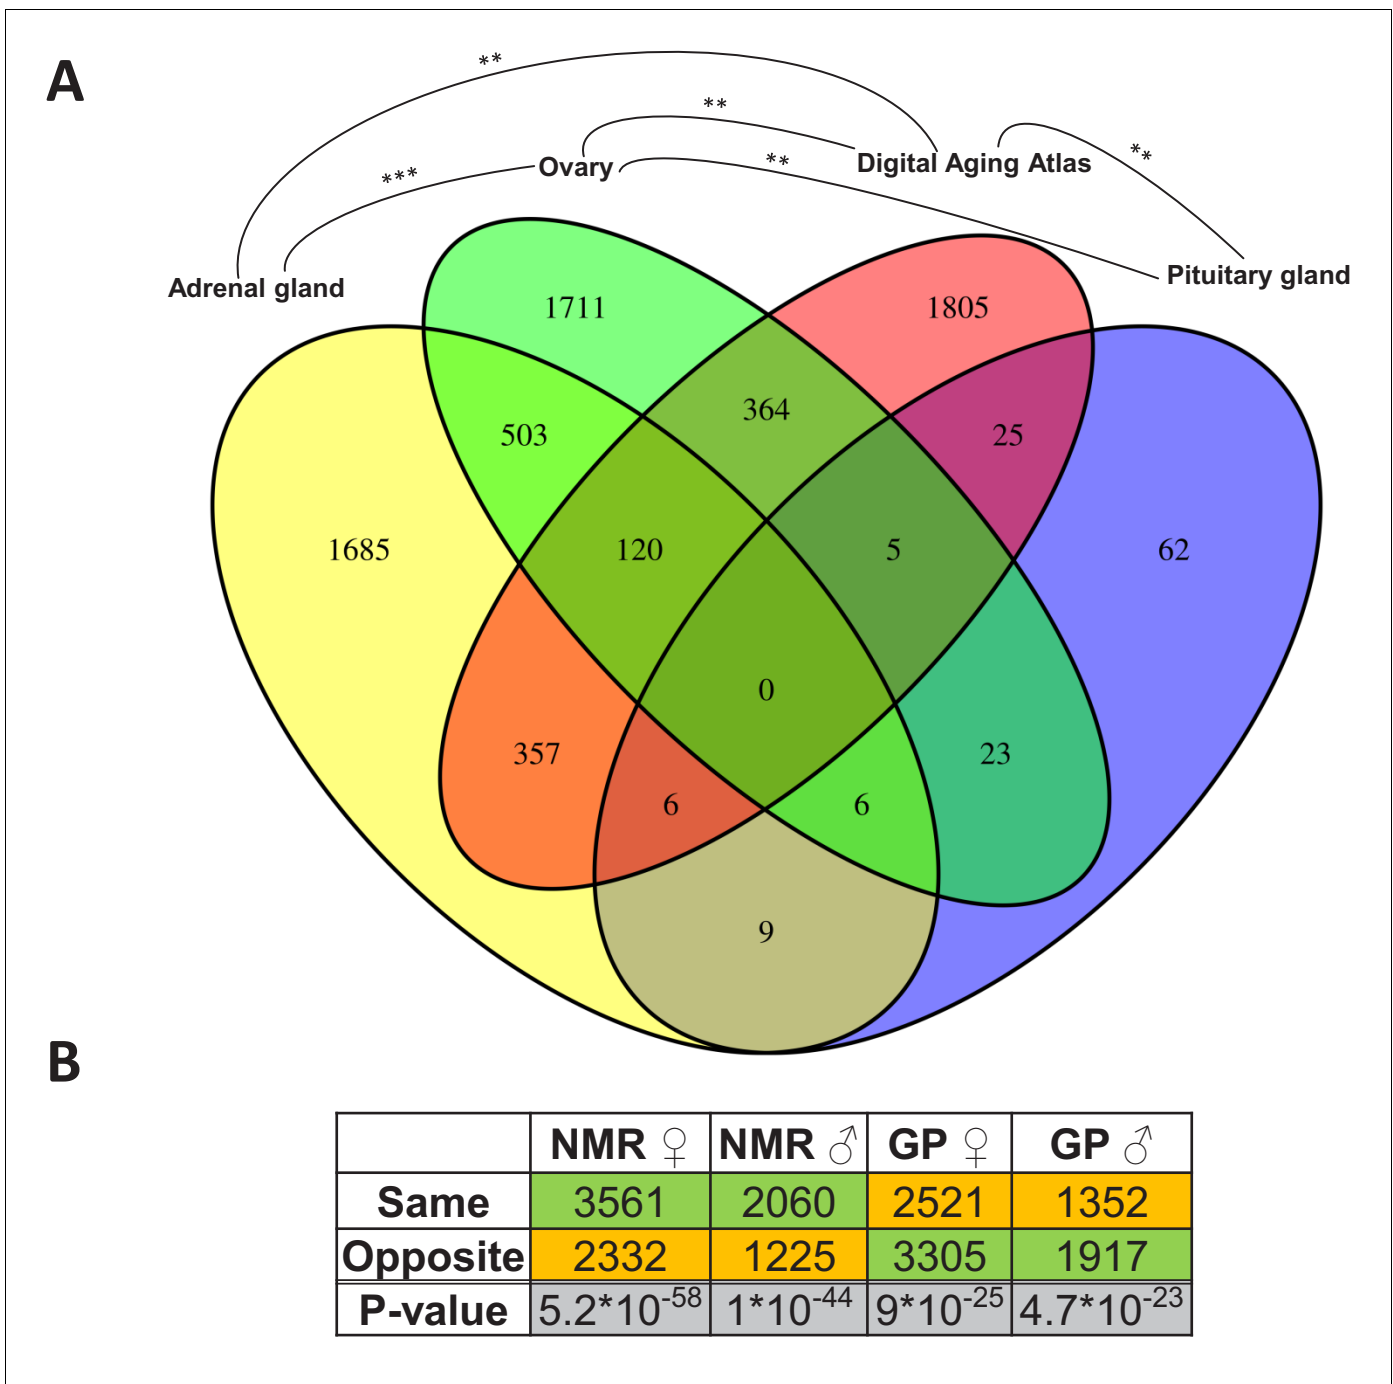 A
**
**
Ovary
**
Digital Aging Atlas
**
***
Adrenal gland
Pituitary gland
1711
1805
503
364
25
1685
120
5
62
0
357
6
6
23
9
B
NMR ♀ NMR ♂ GP ♀ GP ♂
Same 3561 2060 2521 1352
Opposite 2332 1225 3305 1917
P-value 5.2*10^-58 1*10^-44 9*10^-25 4.7*10^-23